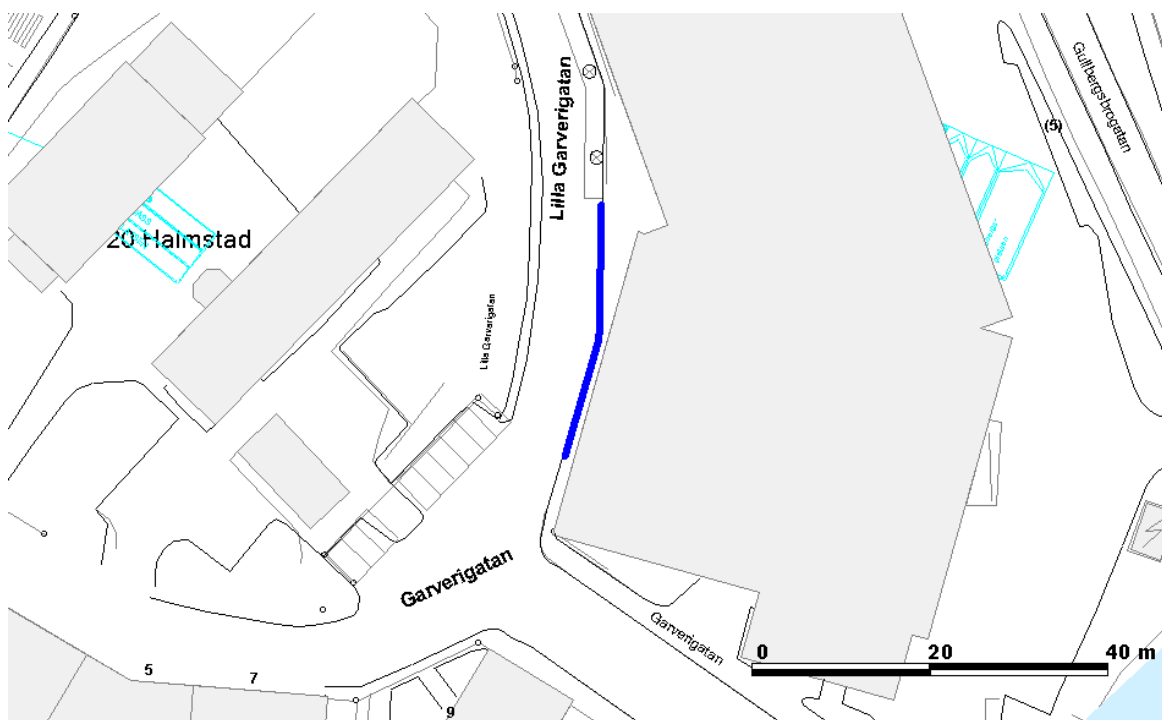 Lilla Garverigatan
Gullbergsbrogatan
(5)
20 Halmstad
Lilla Garverigatan
Garverigatan
Garverigatan
0 20 40 m
5
7
9